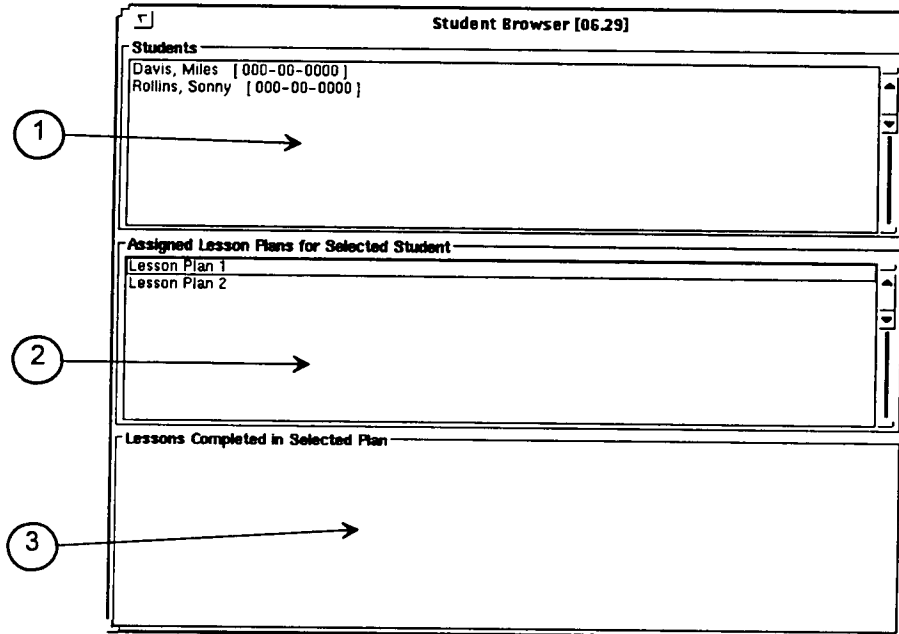 Student Browser [06.29]
Students
Davis, Miles [000-00-0000]
Rollins, Sonny [000-00-0000]
1
Assigned Lesson Plans for Selected Student
Lesson Plan 1
Lesson Plan 2
2
Lessons Completed in Selected Plan
3